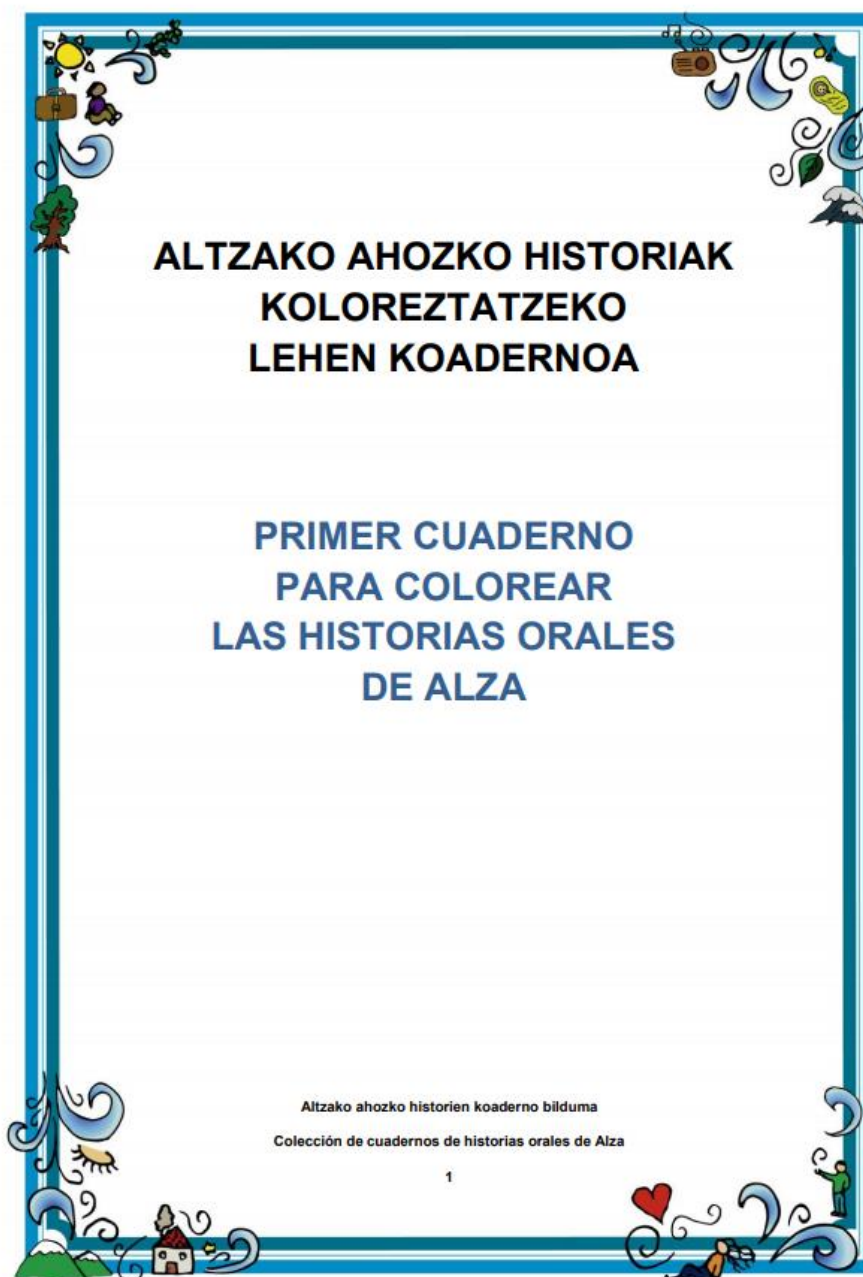 ALTZAKO AHOZKO HISTORIAK
KOLOREZTATZEKO
LEHEN KOADERNOA
PRIMER CUADERNO
PARA COLOREAR
LAS HISTORIAS ORALES
DE ALZA
Altzako ahozko historien koaderno bilduma
Colección de cuadernos de historias orales de Alza
1